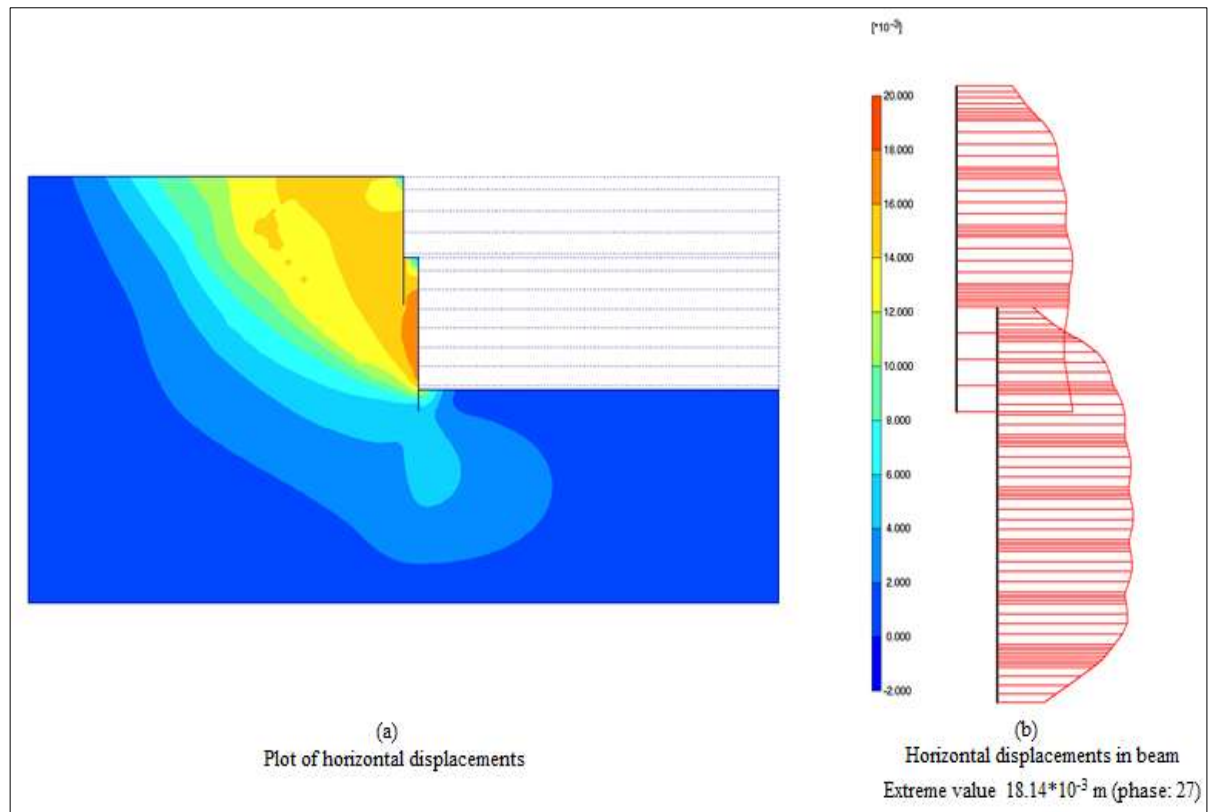 [*10⁻³]
20.000
18.000
16.000
14.000
12.000
10.000
8.000
6.000
4.000
2.000
0.000
-2.000
(a)
Plot of horizontal displacements
(b)
Horizontal displacements in beam
Extreme value 18.14*10⁻³ m (phase: 27)